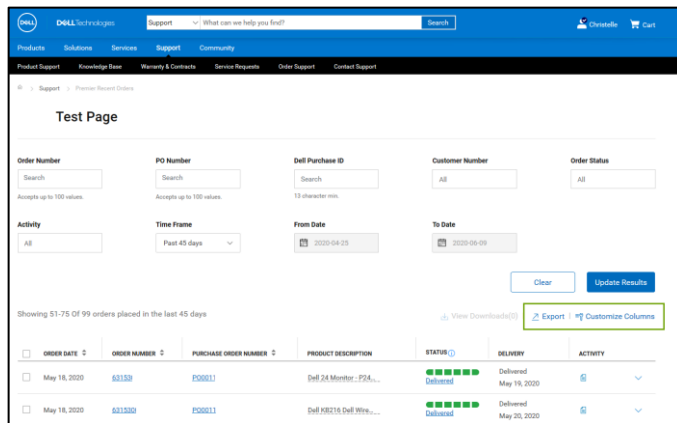 DELL DELLTechnologies Support What can we help you find? Search Christelle Cart
Products Solutions Services Support Community
Product Support Knowledge Base Warranty & Contracts Service Requests Order Support Contact Support
Support > Premier Recent Orders
Test Page
Order Number PO Number Dell Purchase ID Customer Number Order Status
Search Search Search All All
Accepts up to 100 values. Accepts up to 100 values. 13 character min.
Activity Time Frame From Date To Date
All Past 45 days 2020-04-25 2020-06-09
Clear Update Results
Showing 51-75 Of 99 orders placed in the last 45 days View Downloads(0) Export | Customize Columns
ORDER DATE ORDER NUMBER PURCHASE ORDER NUMBER PRODUCT DESCRIPTION STATUS DELIVERY ACTIVITY
May 18, 2020 63153( PO0011 Dell 24 Monitor - P24... Delivered Delivered
May 19, 2020
May 18, 2020 631530( PO0011 Dell KB216 Dell Wire... Delivered Delivered
May 20, 2020